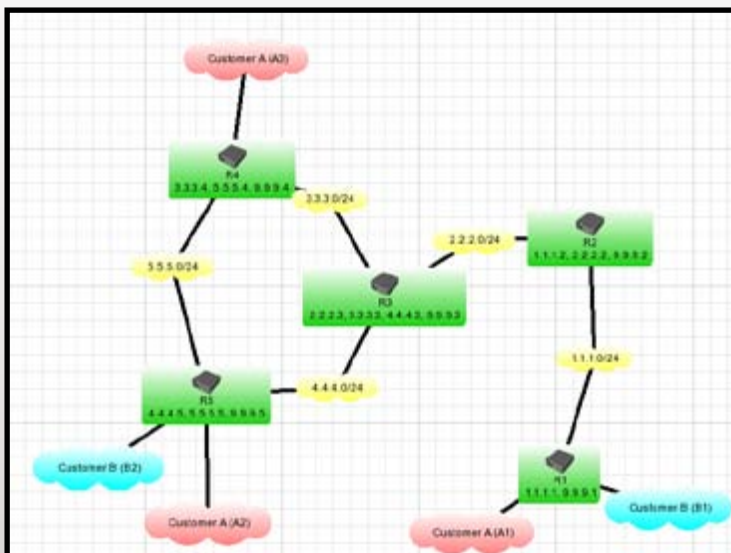 Customer A (A3)
R4
3.3.3.4, 5.5.5.4, 9.9.9.4
3.3.3.0/24
2.2.2.0/24
R2
1.1.1.2, 2.2.2.2, 9.9.9.2
5.5.5.0/24
R3
2.2.2.3, 3.3.3.3, 4.4.4.3, 9.9.9.3
1.1.1.0/24
R5
4.4.4.5, 5.5.5.5, 9.9.9.5
4.4.4.0/24
Customer B (B2)
R1
1.1.1.1, 9.9.9.1
Customer A (A2)
Customer A (A1)
Customer B (B1)